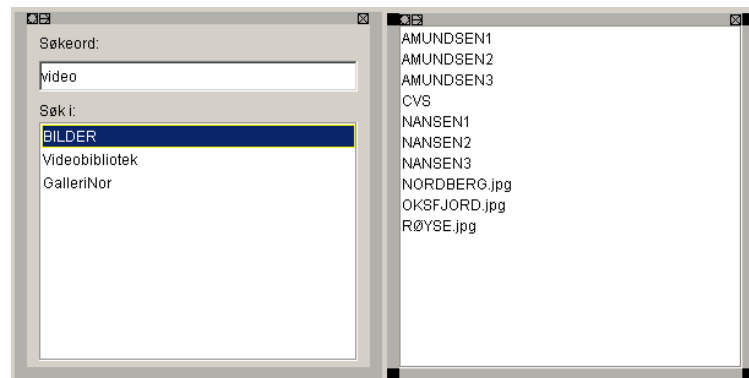 Søkeord:
video
Søk i:
BILDER
Videobibliotek
GalleriNor
AMUNDSEN1
AMUNDSEN2
AMUNDSEN3
CVS
NANSEN1
NANSEN2
NANSEN3
NORDBERG.jpg
OKSFJORD.jpg
RØYSE.jpg